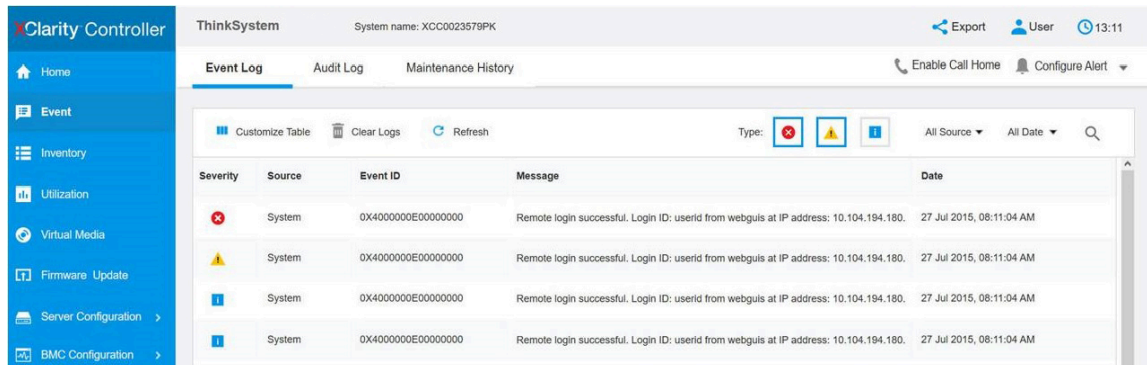 XClarity Controller
ThinkSystem System name: XCC0023579PK Export User 13:11
Home
Event Log Audit Log Maintenance History Enable Call Home Configure Alert
Event
Customize Table Clear Logs Refresh Type: All Source All Date
Inventory
Severity Source Event ID Message Date
Utilization
System 0X4000000E00000000 Remote login successful. Login ID: userid from webguis at IP address: 10.104.194.180. 27 Jul 2015, 08:11:04 AM
Virtual Media
System 0X4000000E00000000 Remote login successful. Login ID: userid from webguis at IP address: 10.104.194.180. 27 Jul 2015, 08:11:04 AM
Firmware Update
System 0X4000000E00000000 Remote login successful. Login ID: userid from webguis at IP address: 10.104.194.180. 27 Jul 2015, 08:11:04 AM
Server Configuration
System 0X4000000E00000000 Remote login successful. Login ID: userid from webguis at IP address: 10.104.194.180. 27 Jul 2015, 08:11:04 AM
BMC Configuration